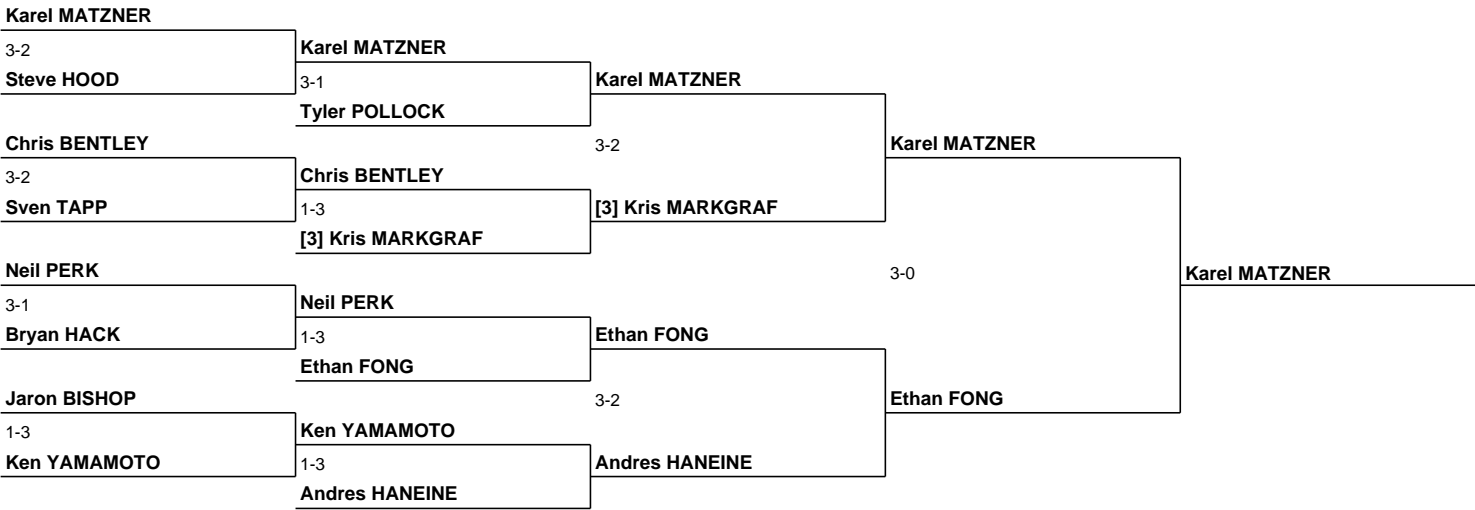 Karel MATZNER
3-2
Steve HOOD
Chris BENTLEY
3-2
Sven TAPP
Neil PERK
3-1
Bryan HACK
Jaron BISHOP
1-3
Ken YAMAMOTO
Karel MATZNER
3-1
Tyler POLLOCK
Chris BENTLEY
1-3
[3] Kris MARKGRAF
Neil PERK
1-3
Ethan FONG
Ken YAMAMOTO
1-3
Andres HANEINE
Karel MATZNER
3-2
[3] Kris MARKGRAF
Ethan FONG
3-2
Andres HANEINE
Karel MATZNER
3-0
Ethan FONG
Karel MATZNER